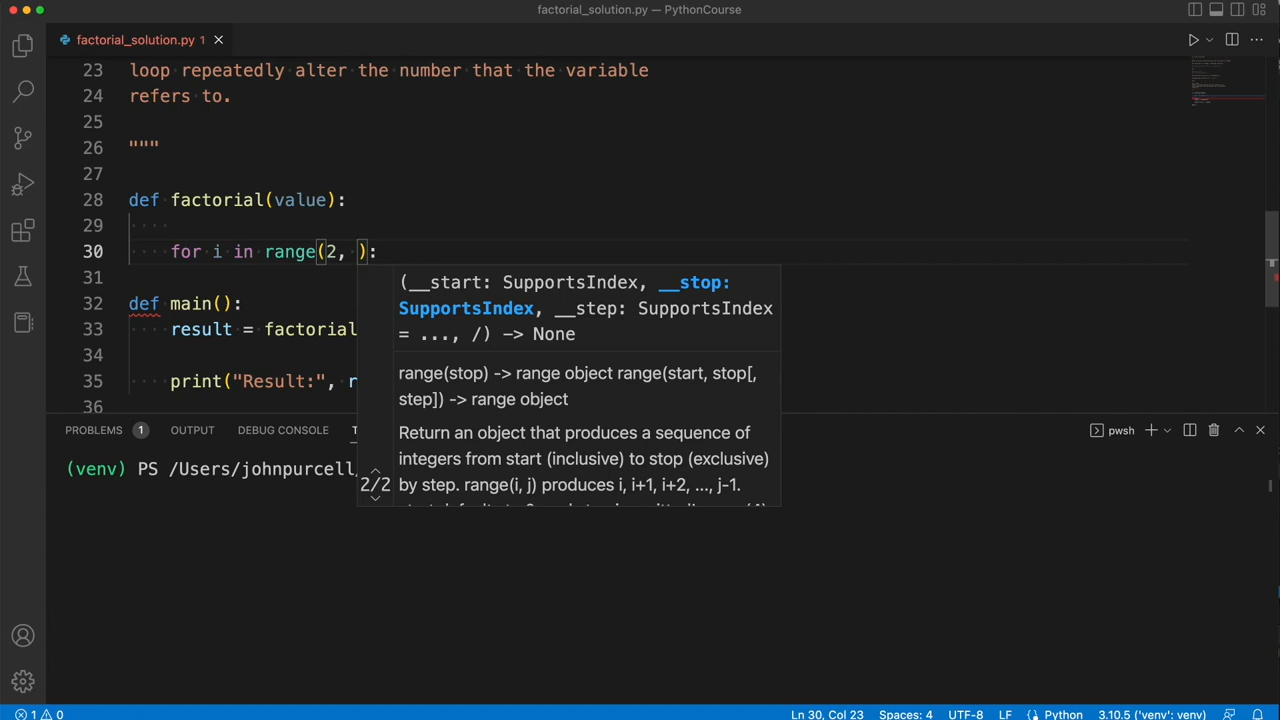 factorial_solution.py — PythonCourse
factorial_solution.py 1
23 loop repeatedly alter the number that the variable
24 refers to.
25
26 """
27
28 def factorial(value):
29
30 for i in range(2, ):
31
32 def main():
33 result = factorial
34
35 print("Result:", r
36
(__start: SupportsIndex, __stop:
SupportsIndex, __step: SupportsIndex
= ..., /) -> None
range(stop) -> range object range(start, stop[,
step]) -> range object
Return an object that produces a sequence of
integers from start (inclusive) to stop (exclusive)
by step. range(i, j) produces i, i+1, i+2, ..., j-1.
2/2
PROBLEMS 1 OUTPUT DEBUG CONSOLE T pwsh
(venv) PS /Users/johnpurcell/
1 0 Ln 30, Col 23 Spaces: 4 UTF-8 LF Python 3.10.5 ('venv': venv)